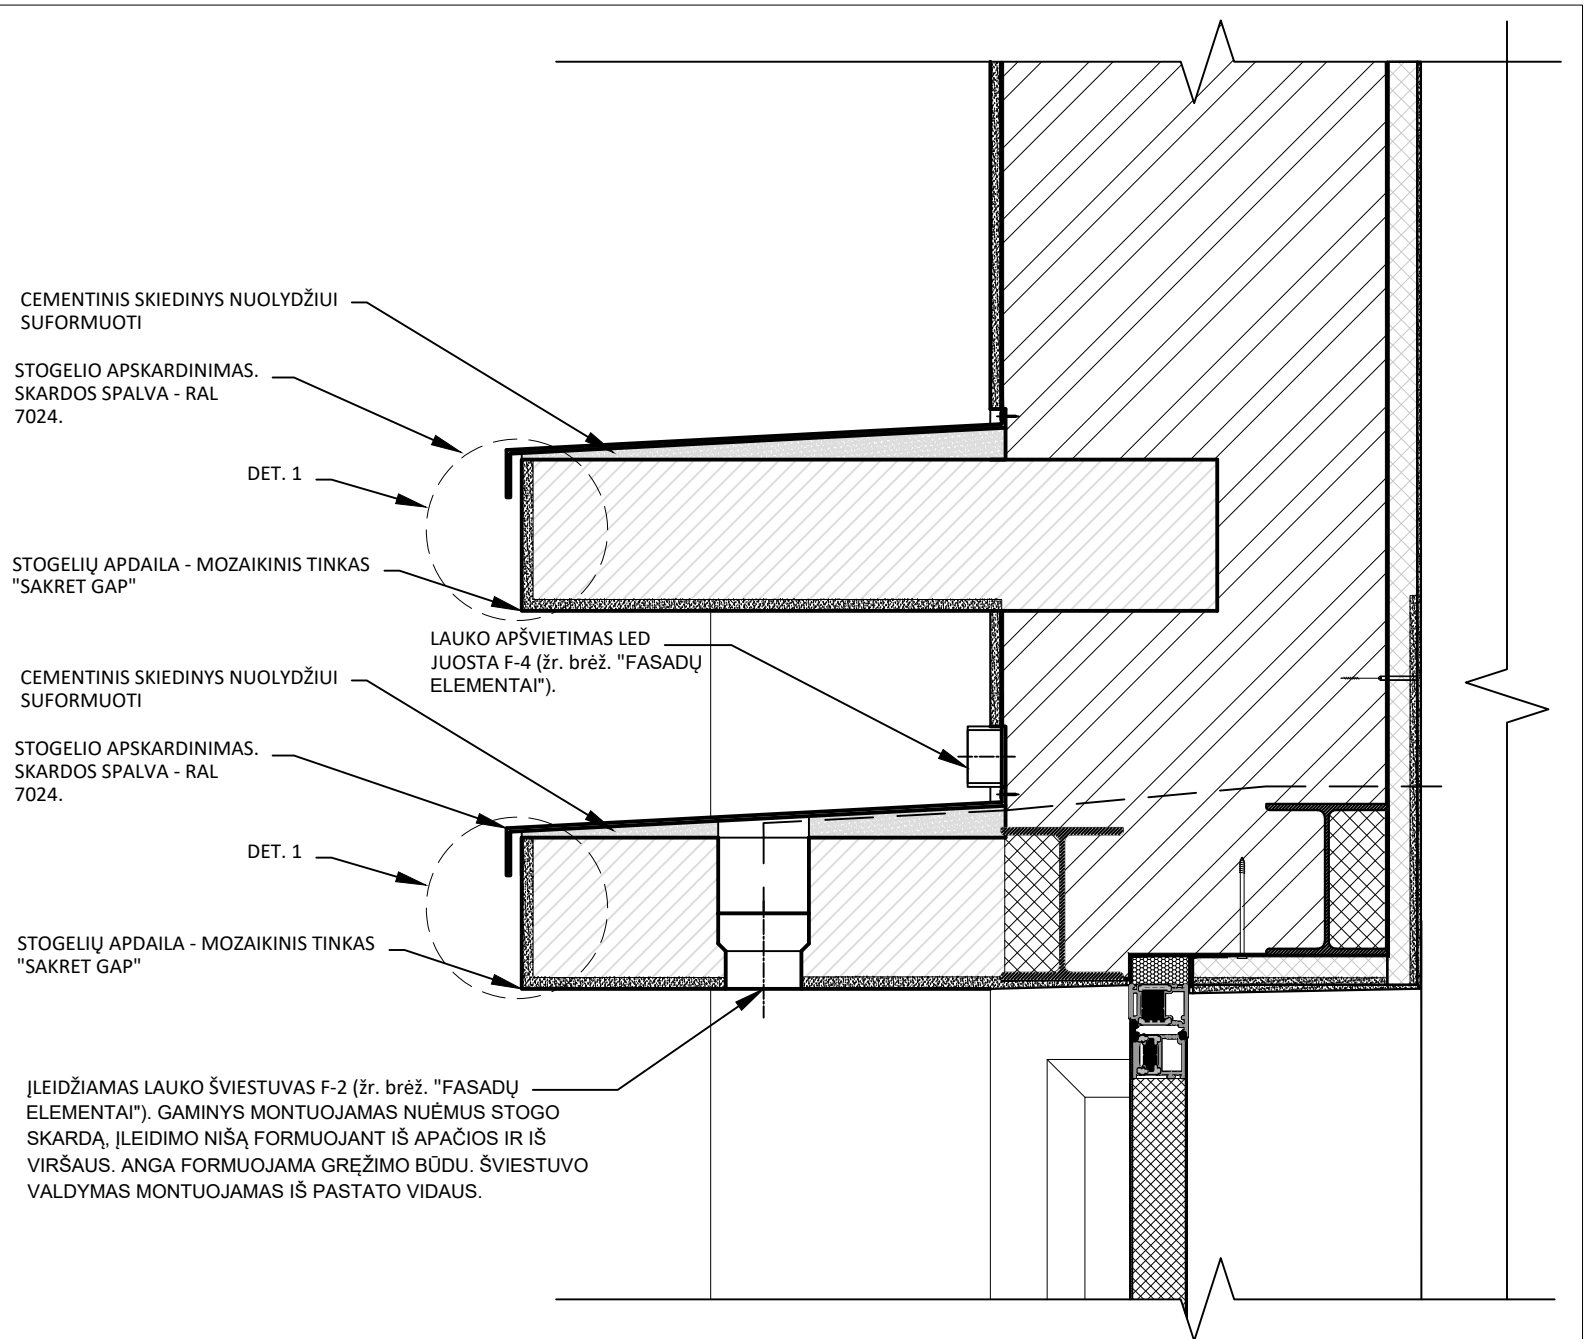 CEMENTINIS SKIEDINYS NUOLYDŽIUI
SUFORMUOTI
STOGELIO APSKARDINIMAS.
SKARDOS SPALVA - RAL
7024.
DET. 1
STOGELIŲ APDAILA - MOZAIKINIS TINKAS
"SAKRET GAP"
LAUKO APŠVIETIMAS LED
JUOSTA F-4 (žr. brėž. "FASADŲ
ELEMENTAI").
CEMENTINIS SKIEDINYS NUOLYDŽIUI
SUFORMUOTI
STOGELIO APSKARDINIMAS.
SKARDOS SPALVA - RAL
7024.
DET. 1
STOGELIŲ APDAILA - MOZAIKINIS TINKAS
"SAKRET GAP"
ĮLEIDŽIAMAS LAUKO ŠVIESTUVAS F-2 (žr. brėž. "FASADŲ
ELEMENTAI"). GAMINYS MONTUOJAMAS NUĖMUS STOGO
SKARDĄ, ĮLEIDIMO NIŠĄ FORMUOJANT IŠ APAČIOS IR IŠ
VIRŠAUS. ANGA FORMUOJAMA GRĘŽIMO BŪDU. ŠVIESTUVO
VALDYMAS MONTUOJAMAS IŠ PASTATO VIDAUS.